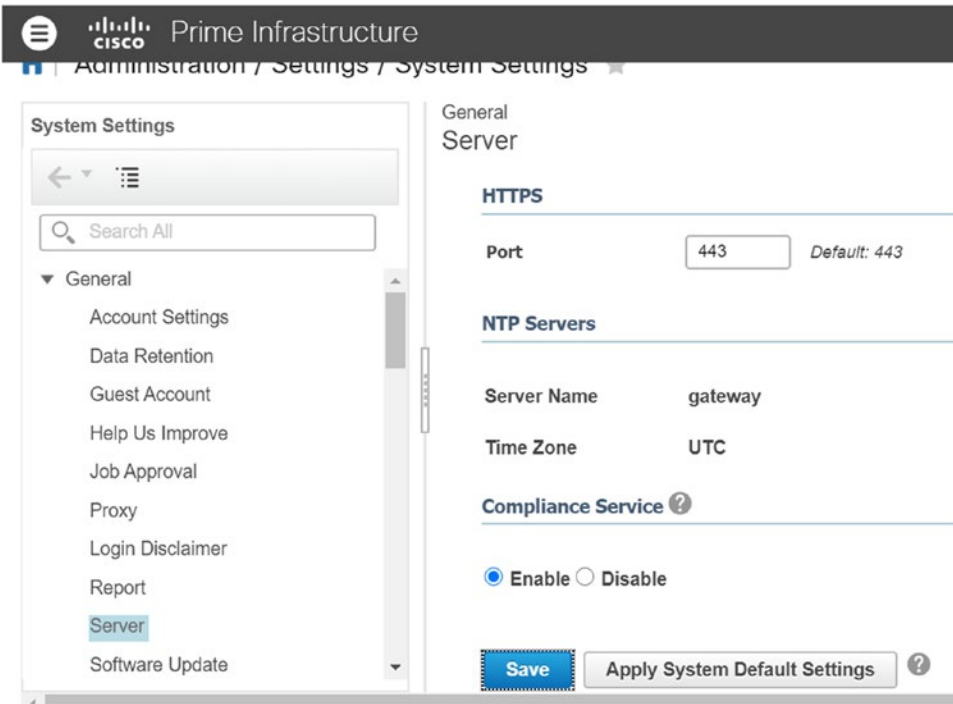 CISCO Prime Infrastructure
Administration / Settings / System Settings
System Settings
Search All
General
Account Settings
Data Retention
Guest Account
Help Us Improve
Job Approval
Proxy
Login Disclaimer
Report
Server
Software Update
General
Server
HTTPS
Port 443 Default: 443
NTP Servers
Server Name gateway
Time Zone UTC
Compliance Service ?
Enable Disable
Save Apply System Default Settings ?